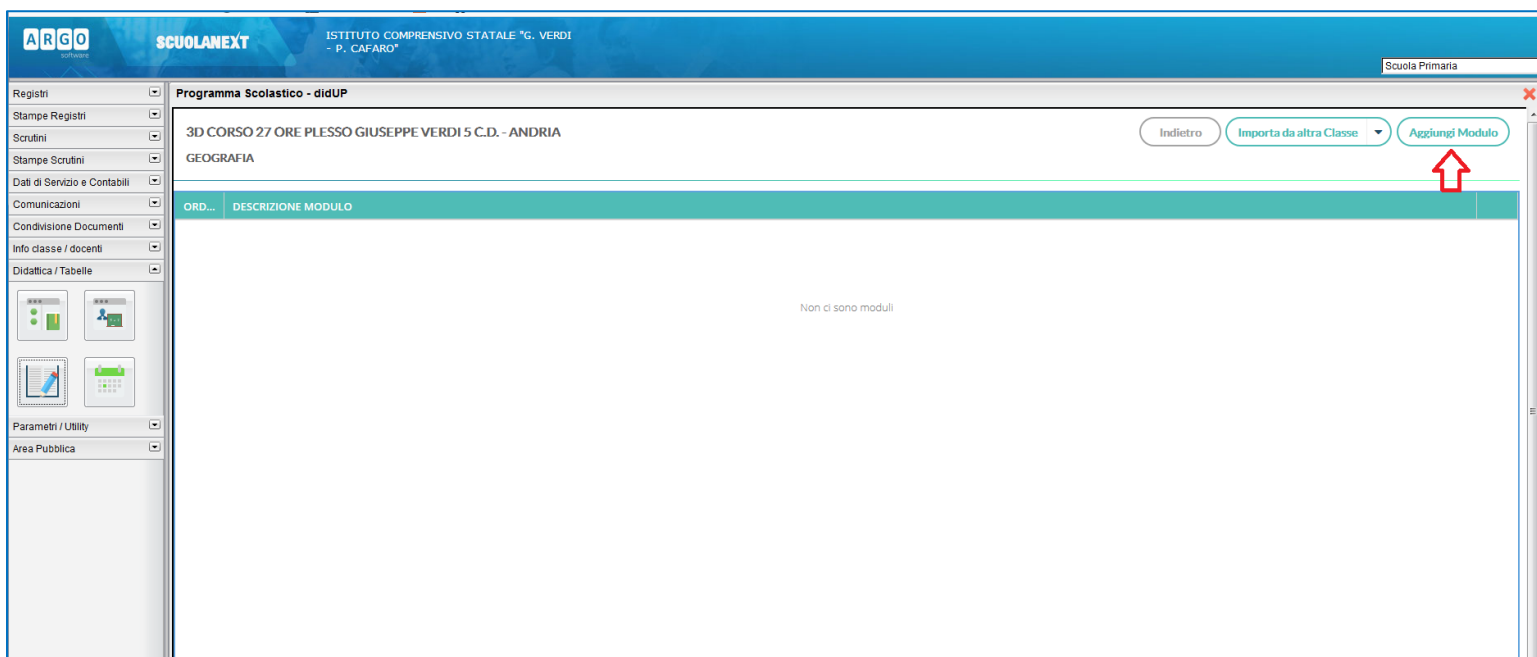 ARGO
software
SCUOLANEXT
ISTITUTO COMPRENSIVO STATALE "G. VERDI
- P. CAFARO"
Scuola Primaria
Registri
Stampe Registri
Scrutini
Stampe Scrutini
Dati di Servizio e Contabili
Comunicazioni
Condivisione Documenti
Info classe / docenti
Didattica / Tabelle
Parametri / Utility
Area Pubblica
Programma Scolastico - didUP
3D CORSO 27 ORE PLESSO GIUSEPPE VERDI 5 C.D. - ANDRIA
GEOGRAFIA
Indietro
Importa da altra Classe
Aggiungi Modulo
ORD... DESCRIZIONE MODULO
Non ci sono moduli